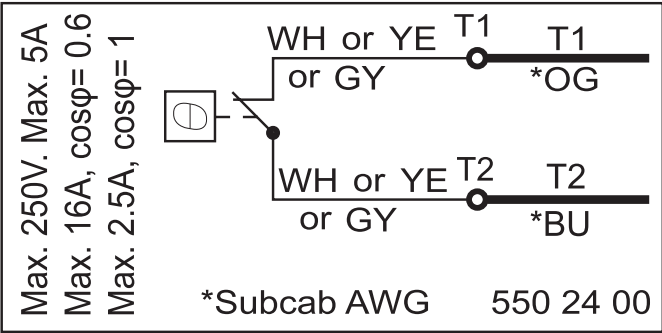 Max. 250V. Max. 5A
Max. 16A, cosφ= 0.6
Max. 2.5A, cosφ= 1
θ
WH or YE
or GY
T1
T1
*OG
WH or YE
or GY
T2
T2
*BU
*Subcab AWG
550 24 00